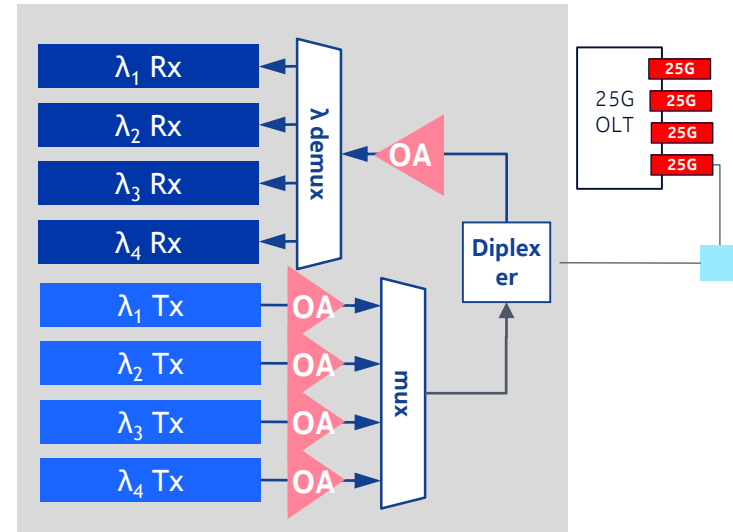 λ₁ Rx
λ₂ Rx
λ₃ Rx
λ₄ Rx
λ demux
OA
Diplex
er
λ₁ Tx
λ₂ Tx
λ₃ Tx
λ₄ Tx
OA
OA
OA
OA
mux
25G
OLT
25G
25G
25G
25G